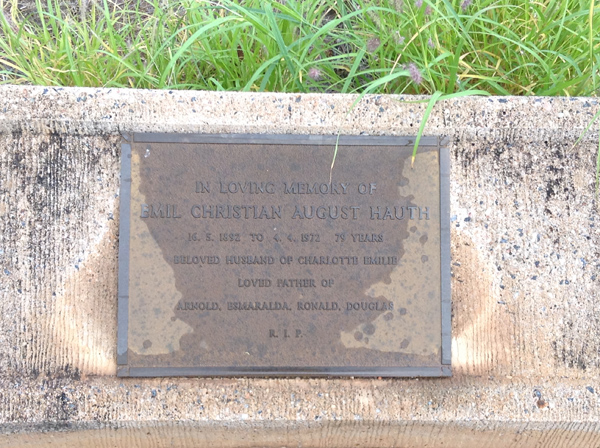 IN LOVING MEMORY OF
EMIL CHRISTIAN AUGUST HAUTH
16. 5. 1892 TO 4. 4. 1972 79 YEARS
BELOVED HUSBAND OF CHARLOTTE EMILIE
LOVED FATHER OF
ARNOLD, ESMARALDA, RONALD, DOUGLAS
R. I. P.